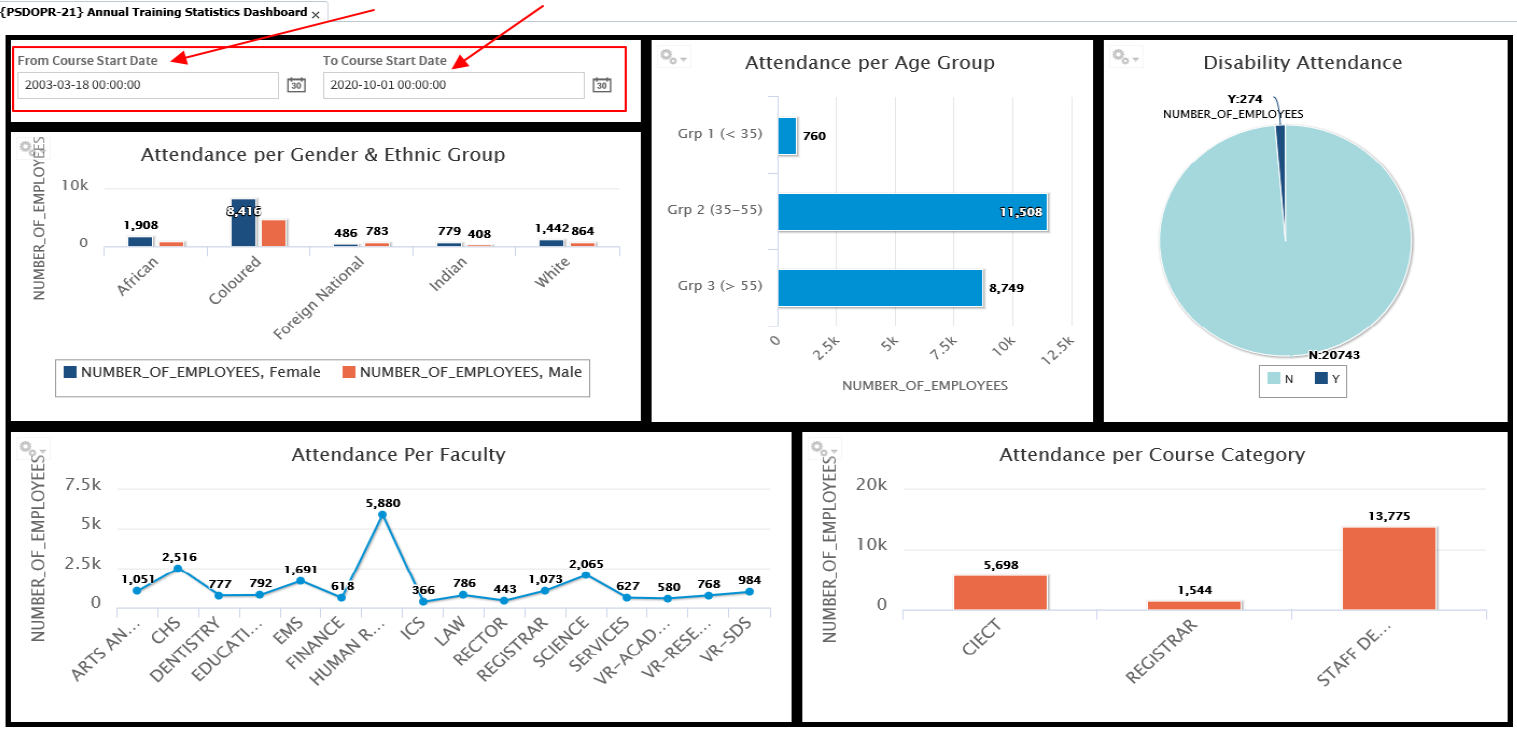 {PSDOPR-21} Annual Training Statistics Dashboard x
From Course Start Date
2003-03-18 00:00:00
30
To Course Start Date
2020-10-01 00:00:00
30
Attendance per Gender & Ethnic Group
NUMBER_OF_EMPLOYEES
10k
0
1,908
8,416
486
783
779
408
1,442
864
African
Coloured
Foreign National
Indian
White
NUMBER_OF_EMPLOYEES, Female
NUMBER_OF_EMPLOYEES, Male
Attendance per Age Group
Grp 1 (< 35)
760
Grp 2 (35-55)
11,508
Grp 3 (> 55)
8,749
0
2.5k
5k
7.5k
10k
12.5k
NUMBER_OF_EMPLOYEES
Disability Attendance
Y:274
NUMBER_OF_EMPLOYEES
N:20743
N
Y
Attendance Per Faculty
NUMBER_OF_EMPLOYEES
7.5k
5k
2.5k
0
1,051
2,516
777
792
1,691
618
5,880
366
786
443
1,073
2,065
627
580
768
984
ARTS AN...
CHS
DENTISTRY
EDUCATI...
EMS
FINANCE
HUMAN R...
ICS
LAW
RECTOR
REGISTRAR
SCIENCE
SERVICES
VR-ACAD...
VR-RESE...
VR-SDS
Attendance per Course Category
NUMBER_OF_EMPLOYEES
20k
10k
0
5,698
1,544
13,775
CIECT
REGISTRAR
STAFF DE...